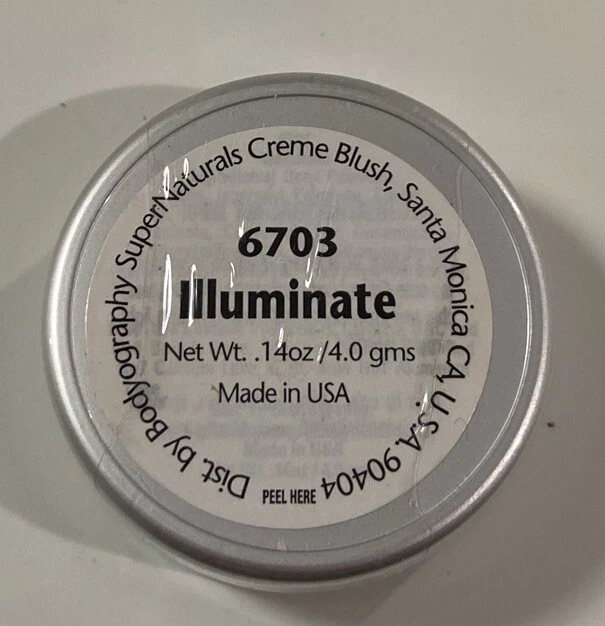 Dist. by Bodyography SuperNaturals Creme Blush, Santa Monica CA U.S.A. 90404
6703
Illuminate
Net Wt. .14oz /4.0 gms
Made in USA
PEEL HERE